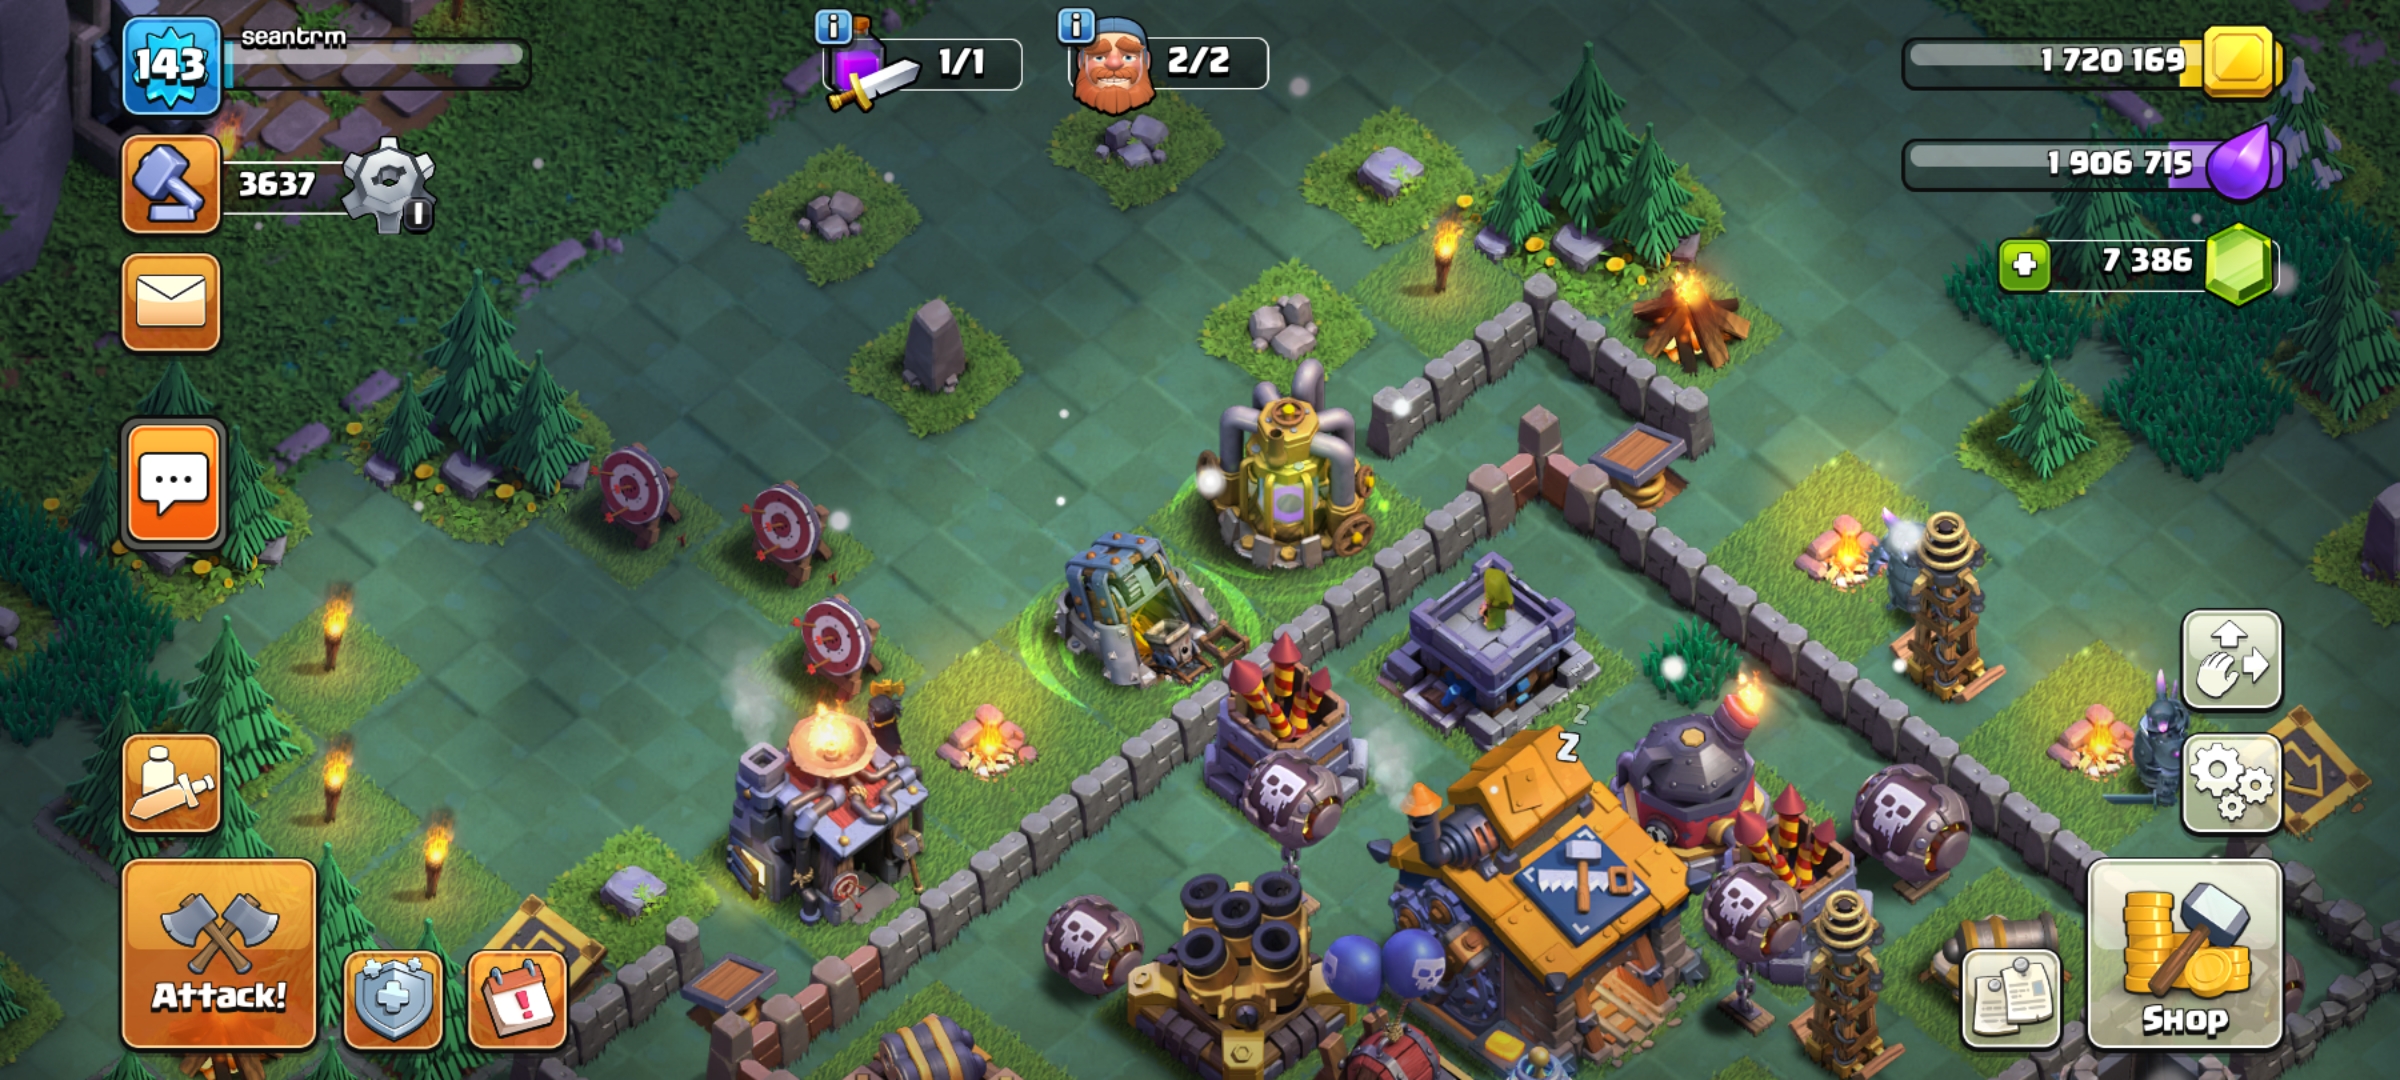 143
seantrm
1/1
2/2
1 720 169
3637
I
1 906 715
7 386
z
z
Attack!
Shop